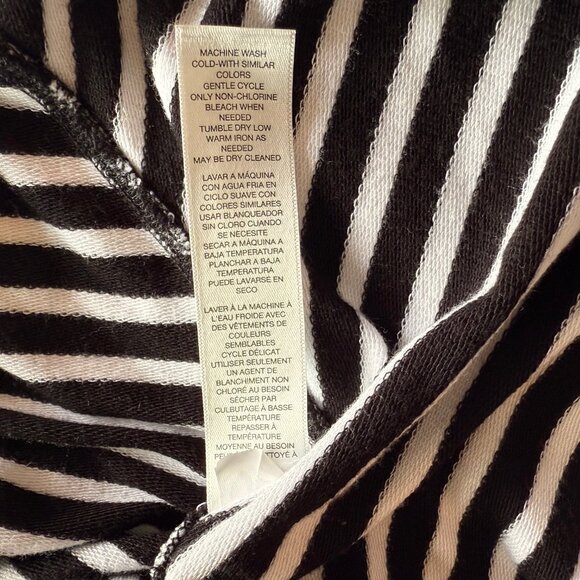 MACHINE WASH
COLD-WITH SIMILAR
COLORS
GENTLE CYCLE
ONLY NON-CHLORINE
BLEACH WHEN
NEEDED
TUMBLE DRY LOW
WARM IRON AS
NEEDED
MAY BE DRY CLEANED
LAVAR A MÁQUINA
CON AGUA FRIA EN
CICLO SUAVE CON
COLORES SIMILARES
USAR BLANQUEADOR
SIN CLORO CUANDO
SE NECESITE
SECAR A MÁQUINA A
BAJA TEMPERATURA
PLANCHAR À BAJA
TEMPERATURA
PUEDE LAVARSE EN
SECO
LAVER À LA MACHINE À
L'EAU FROIDE AVEC
DES VÊTEMENTS DE
COULEUR
SEMBLABLES
CYCLE DÉLICAT
UTILISER SEULEMENT
UN AGENT DE
BLANCHIMENT NON
CHLORÉ AU BESOIN
SÉCHER PAR
CULBUTAGE À BASSE
TEMPÉRATURE
REPASSER À
TEMPÉRATURE
MOYENNE AU BESOIN
À